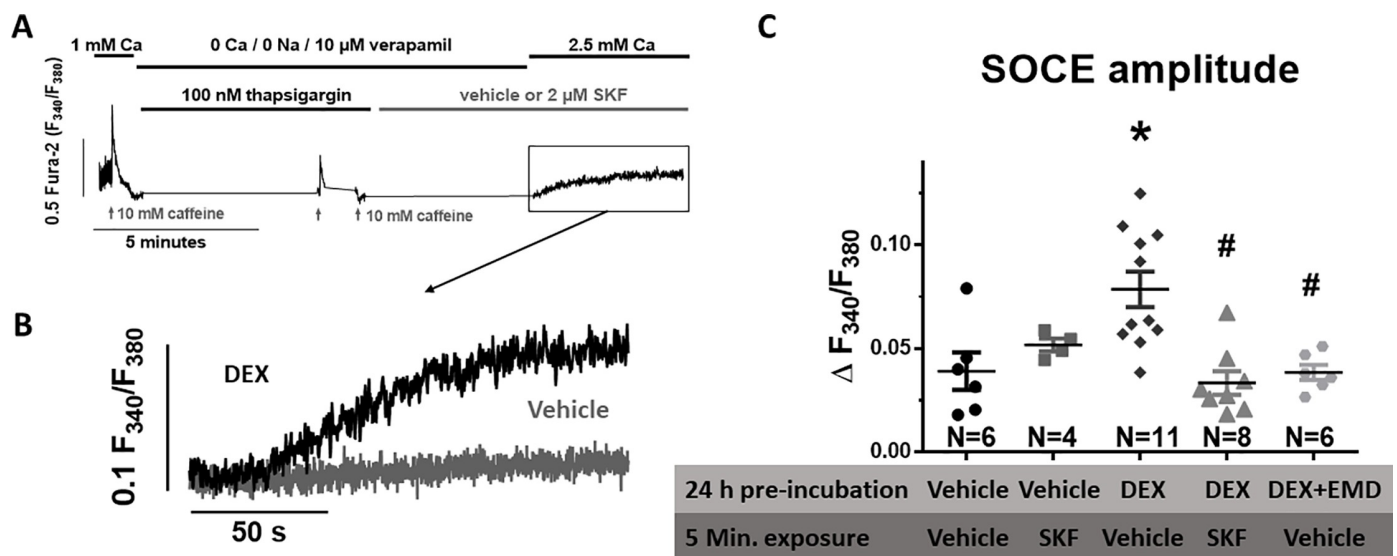 A
1 mM Ca
0 Ca / 0 Na / 10 µM verapamil
2.5 mM Ca
100 nM thapsigargin
vehicle or 2 µM SKF
0.5 Fura-2 (F340/F380)
10 mM caffeine
10 mM caffeine
5 minutes
B
0.1 F340/F380
DEX
Vehicle
50 s
C
SOCE amplitude
Δ F340/F380
0.10
0.05
0.00
*
#
#
N=6 N=4 N=11 N=8 N=6
24 h pre-incubation Vehicle Vehicle DEX DEX DEX+EMD
5 Min. exposure Vehicle SKF Vehicle SKF Vehicle